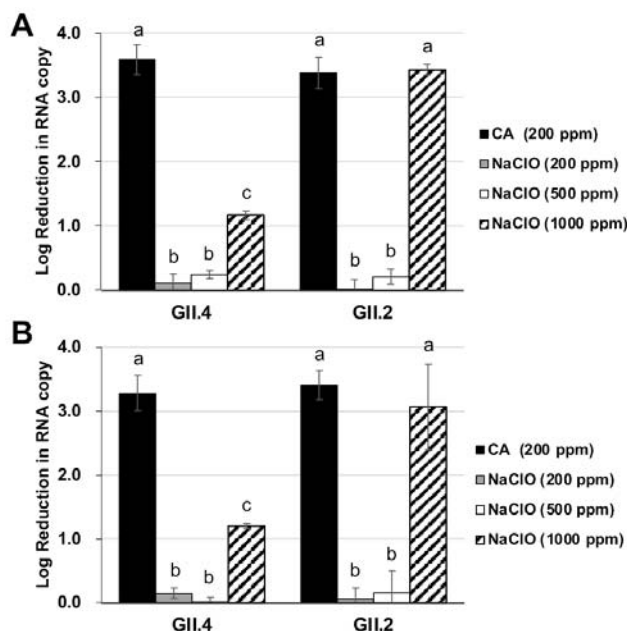 A
Log Reduction in RNA copy
4.0
3.0
2.0
1.0
0.0
a
b
b
c
a
b
b
a
GII.4
GII.2
CA (200 ppm)
NaClO (200 ppm)
NaClO (500 ppm)
NaClO (1000 ppm)
B
Log Reduction in RNA copy
4.0
3.0
2.0
1.0
0.0
a
b
b
c
a
b
b
a
GII.4
GII.2
CA (200 ppm)
NaClO (200 ppm)
NaClO (500 ppm)
NaClO (1000 ppm)